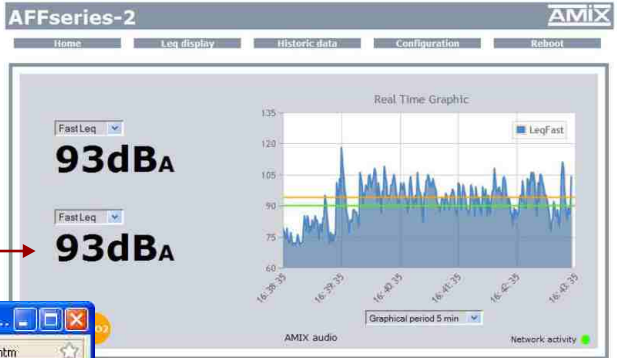 AFFseries-2
AMIX
Home Leq display Historic data Configuration Reboot
Real Time Graphic
FastLeq
93dBA
FastLeq
93dBA
135
120
105
90
75
60
LeqFast
16:38:35 16:39:35 16:40:35 16:41:35 16:42:35 16:43:35
Graphical period 5 min
AMIX audio
Network activity